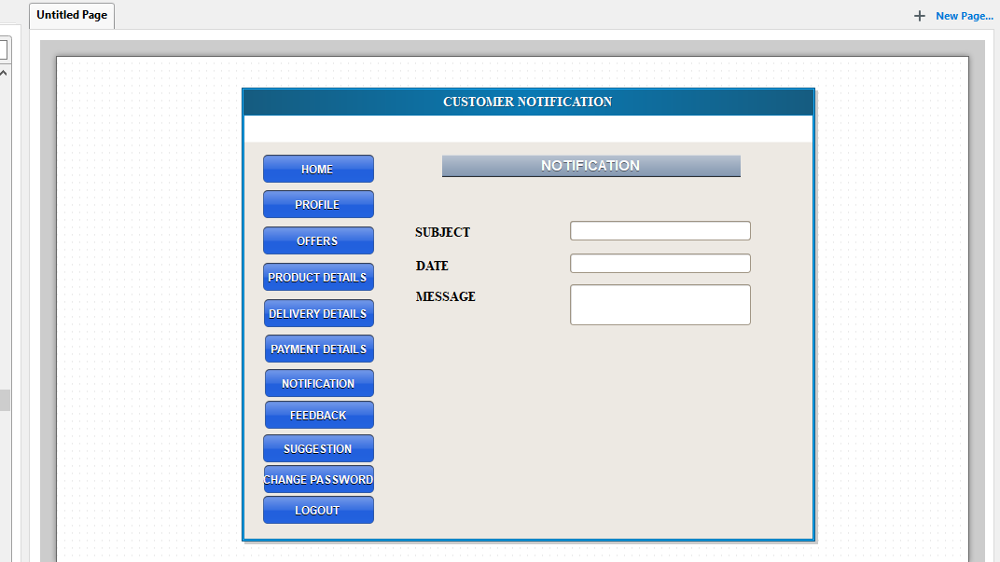 Untitled Page
New Page...
CUSTOMER NOTIFICATION
HOME
NOTIFICATION
PROFILE
SUBJECT
OFFERS
DATE
PRODUCT DETAILS
MESSAGE
DELIVERY DETAILS
PAYMENT DETAILS
NOTIFICATION
FEEDBACK
SUGGESTION
CHANGE PASSWORD
LOGOUT